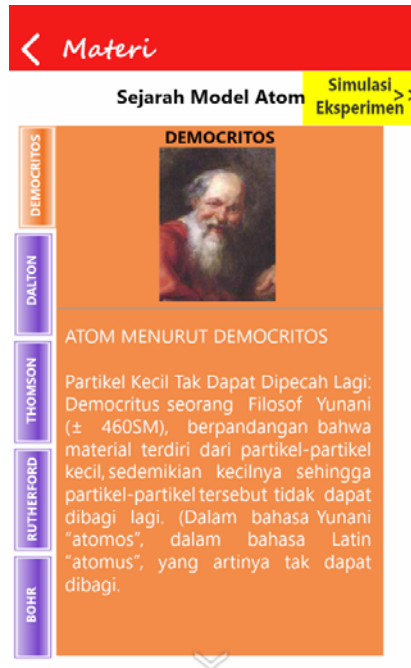 Materi
Sejarah Model Atom
Simulasi
Eksperimen >>
DEMOCRITOS
DALTON
THOMSON
RUTHERFORD
BOHR
DEMOCRITOS
ATOM MENURUT DEMOCRITOS
Partikel Kecil Tak Dapat Dipecah Lagi:
Democritus seorang Filosof Yunani
(± 460SM), berpandangan bahwa
material terdiri dari partikel-partikel
kecil, sedemikian kecilnya sehingga
partikel-partikel tersebut tidak dapat
dibagi lagi. (Dalam bahasa Yunani
"atomos", dalam bahasa Latin
"atomus", yang artinya tak dapat
dibagi.